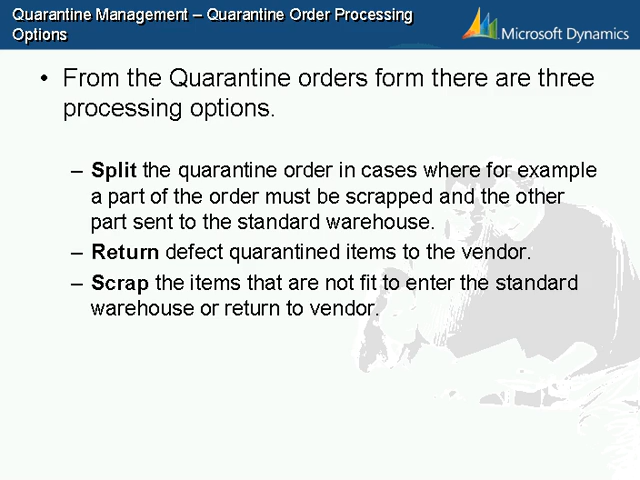 Quarantine Management – Quarantine Order Processing
Options
Microsoft Dynamics
• From the Quarantine orders form there are three
processing options.
– Split the quarantine order in cases where for example
a part of the order must be scrapped and the other
part sent to the standard warehouse.
– Return defect quarantined items to the vendor.
– Scrap the items that are not fit to enter the standard
warehouse or return to vendor.